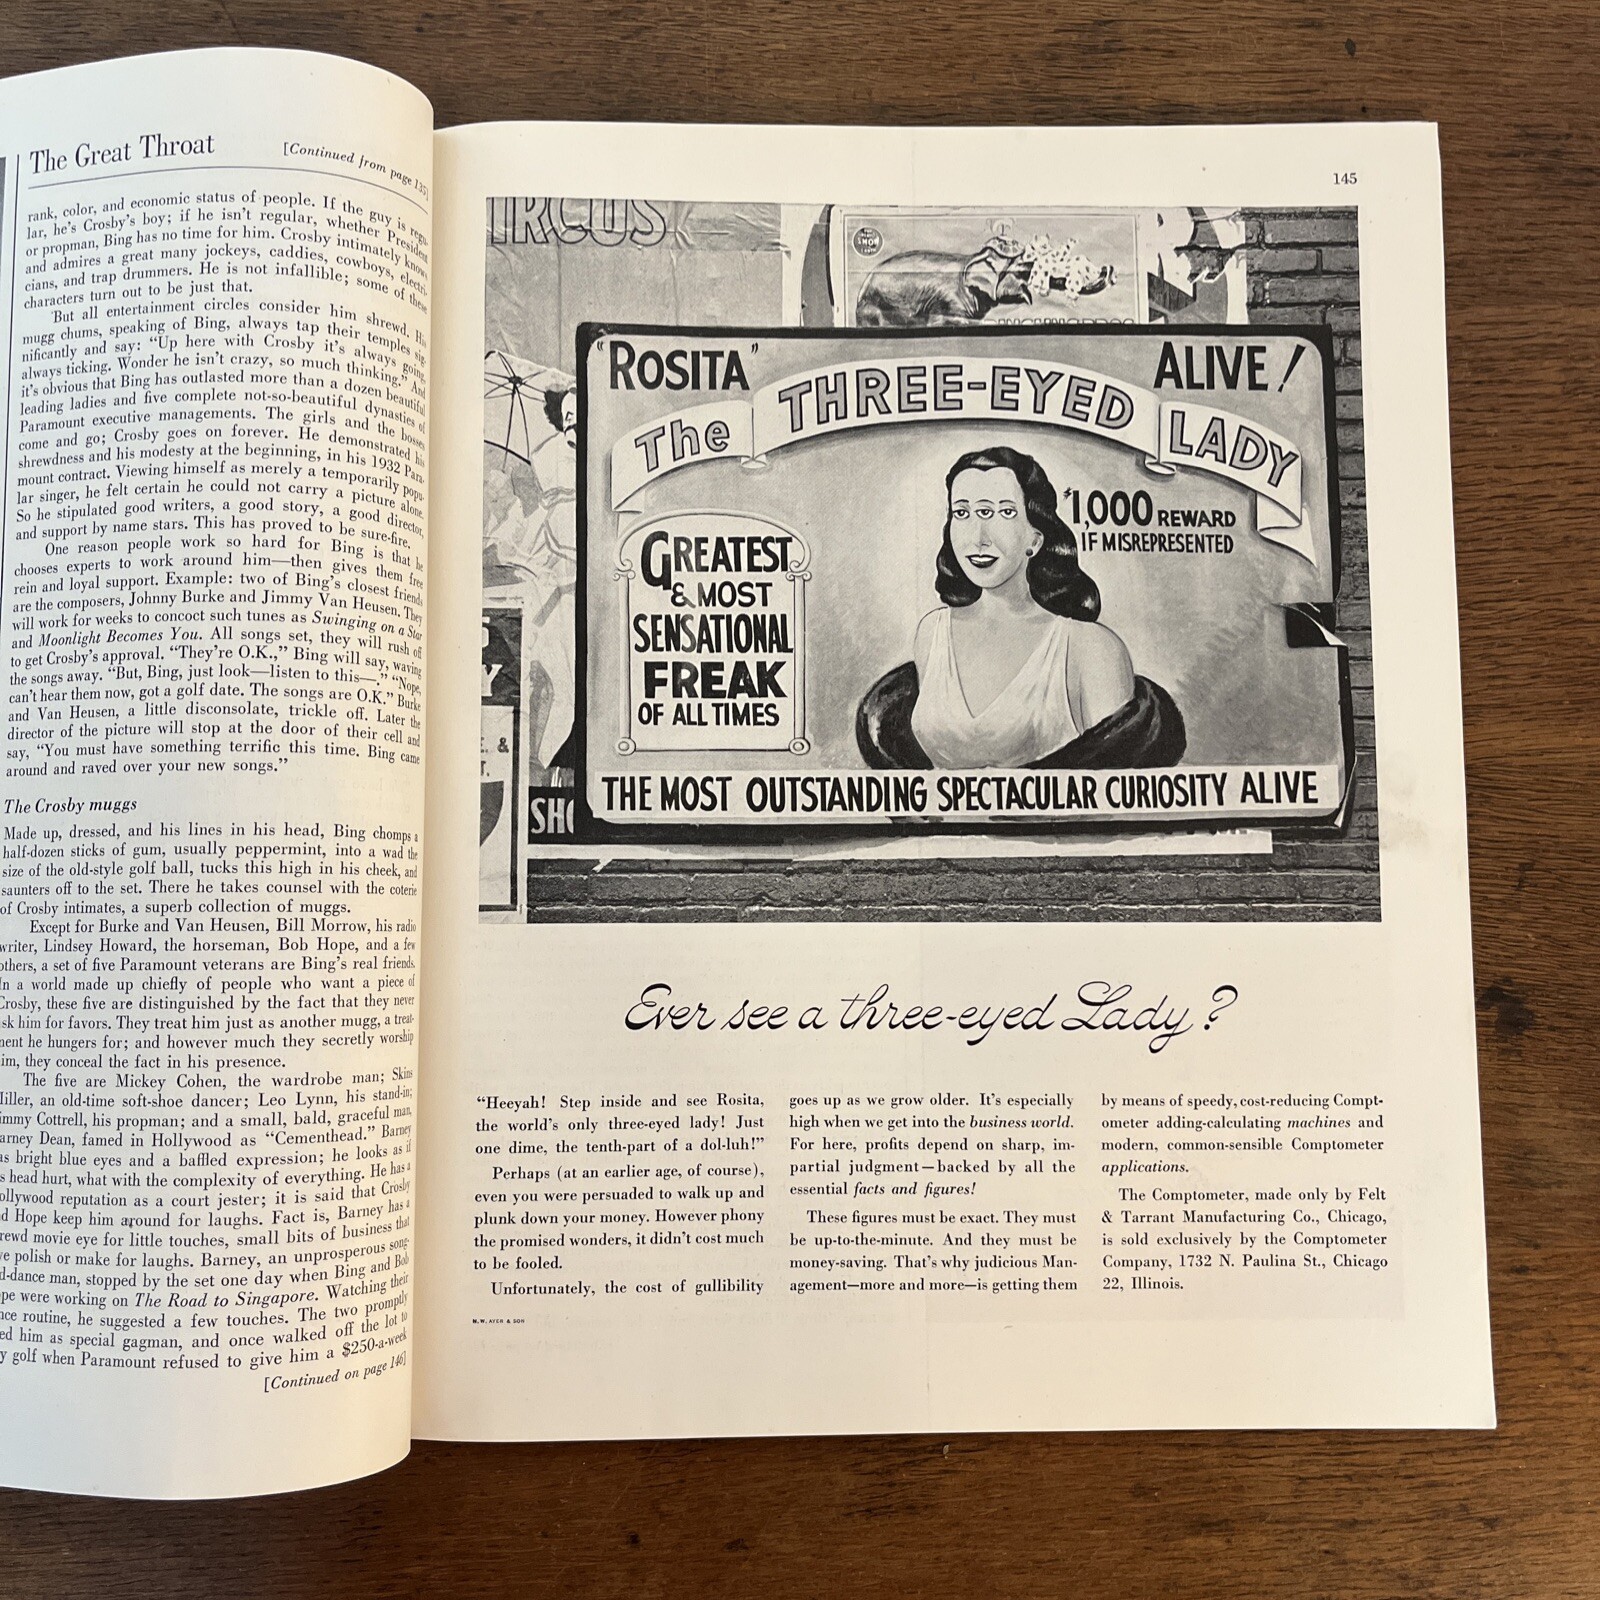 The Great Throat
[Continued from page 135]
rank, color, and economic status of people. If the guy is regu-
lar, he's Crosby's boy; if he isn't regular, whether President
or propman, Bing has no time for him. Crosby intimately knows
and admires a great many jockeys, caddies, cowboys, electri-
cians, and trap drummers. He is not infallible; some of these
characters turn out to be just that.
But all entertainment circles consider him shrewd. His
mugg chums, speaking of Bing, always tap their temples sig-
nificantly and say: "Up here with Crosby it's always going,
always ticking. Wonder he isn't crazy, so much thinking." And
it's obvious that Bing has outlasted more than a dozen beautiful
leading ladies and five complete not-so-beautiful dynasties of
Paramount executive managements. The girls and the bosses
come and go; Crosby goes on forever. He demonstrated his
shrewdness and his modesty at the beginning, in his 1932 Para-
mount contract. Viewing himself as merely a temporarily popu-
lar singer, he felt certain he could not carry a picture alone.
So he stipulated good writers, a good story, a good director,
and support by name stars. This has proved to be sure-fire.
One reason people work so hard for Bing is that he
chooses experts to work around him—then gives them free
rein and loyal support. Example: two of Bing's closest friends
are the composers, Johnny Burke and Jimmy Van Heusen. They
will work for weeks to concoct such tunes as Swinging on a Star
and Moonlight Becomes You. All songs set, they will rush off
to get Crosby's approval. "They're O.K.," Bing will say, waving
the songs away. "But, Bing, just look—listen to this—." "Nope,
can't hear them now, got a golf date. The songs are O.K." Burke
and Van Heusen, a little disconsolate, trickle off. Later the
director of the picture will stop at the door of their cell and
say, "You must have something terrific this time. Bing came
around and raved over your new songs."
The Crosby muggs
Made up, dressed, and his lines in his head, Bing chomps a
half-dozen sticks of gum, usually peppermint, into a wad the
size of the old-style golf ball, tucks this high in his cheek, and
saunters off to the set. There he takes counsel with the coterie
of Crosby intimates, a superb collection of muggs.
Except for Burke and Van Heusen, Bill Morrow, his radio
writer, Lindsey Howard, the horseman, Bob Hope, and a few
others, a set of five Paramount veterans are Bing's real friends.
In a world made up chiefly of people who want a piece of
Crosby, these five are distinguished by the fact that they never
sk him for favors. They treat him just as another mugg, a treat-
ment he hungers for; and however much they secretly worship
im, they conceal the fact in his presence.
The five are Mickey Cohen, the wardrobe man; Skins
Miller, an old-time soft-shoe dancer; Leo Lynn, his stand-in;
immy Cottrell, his propman; and a small, bald, graceful man,
arney Dean, famed in Hollywood as "Cementhead." Barney
as bright blue eyes and a baffled expression; he looks as if
s head hurt, what with the complexity of everything. He has a
ollywood reputation as a court jester; it is said that Crosby
d Hope keep him around for laughs. Fact is, Barney has a
rewd movie eye for little touches, small bits of business that
ve polish or make for laughs. Barney, an unprosperous song-
d-dance man, stopped by the set one day when Bing and Bob
ope were working on The Road to Singapore. Watching their
nce routine, he suggested a few touches. The two promptly
ed him as special gagman, and once walked off the lot to
y golf when Paramount refused to give him a $250-a-week
[Continued on page 146]
145
IRCUS
"ROSITA"
ALIVE!
The THREE-EYED LADY
$1,000 REWARD
IF MISREPRESENTED
GREATEST
& MOST
SENSATIONAL
FREAK
OF ALL TIMES
THE MOST OUTSTANDING SPECTACULAR CURIOSITY ALIVE
SHO
Ever see a three-eyed Lady?
"Heeyah! Step inside and see Rosita,
the world's only three-eyed lady! Just
one dime, the tenth-part of a dol-luh!"
Perhaps (at an earlier age, of course),
even you were persuaded to walk up and
plunk down your money. However phony
the promised wonders, it didn't cost much
to be fooled.
Unfortunately, the cost of gullibility
goes up as we grow older. It's especially
high when we get into the business world.
For here, profits depend on sharp, im-
partial judgment—backed by all the
essential facts and figures!
These figures must be exact. They must
be up-to-the-minute. And they must be
money-saving. That's why judicious Man-
agement—more and more—is getting them
by means of speedy, cost-reducing Compt-
ometer adding-calculating machines and
modern, common-sensible Comptometer
applications.
The Comptometer, made only by Felt
& Tarrant Manufacturing Co., Chicago,
is sold exclusively by the Comptometer
Company, 1732 N. Paulina St., Chicago
22, Illinois.
N. W. AYER & SON